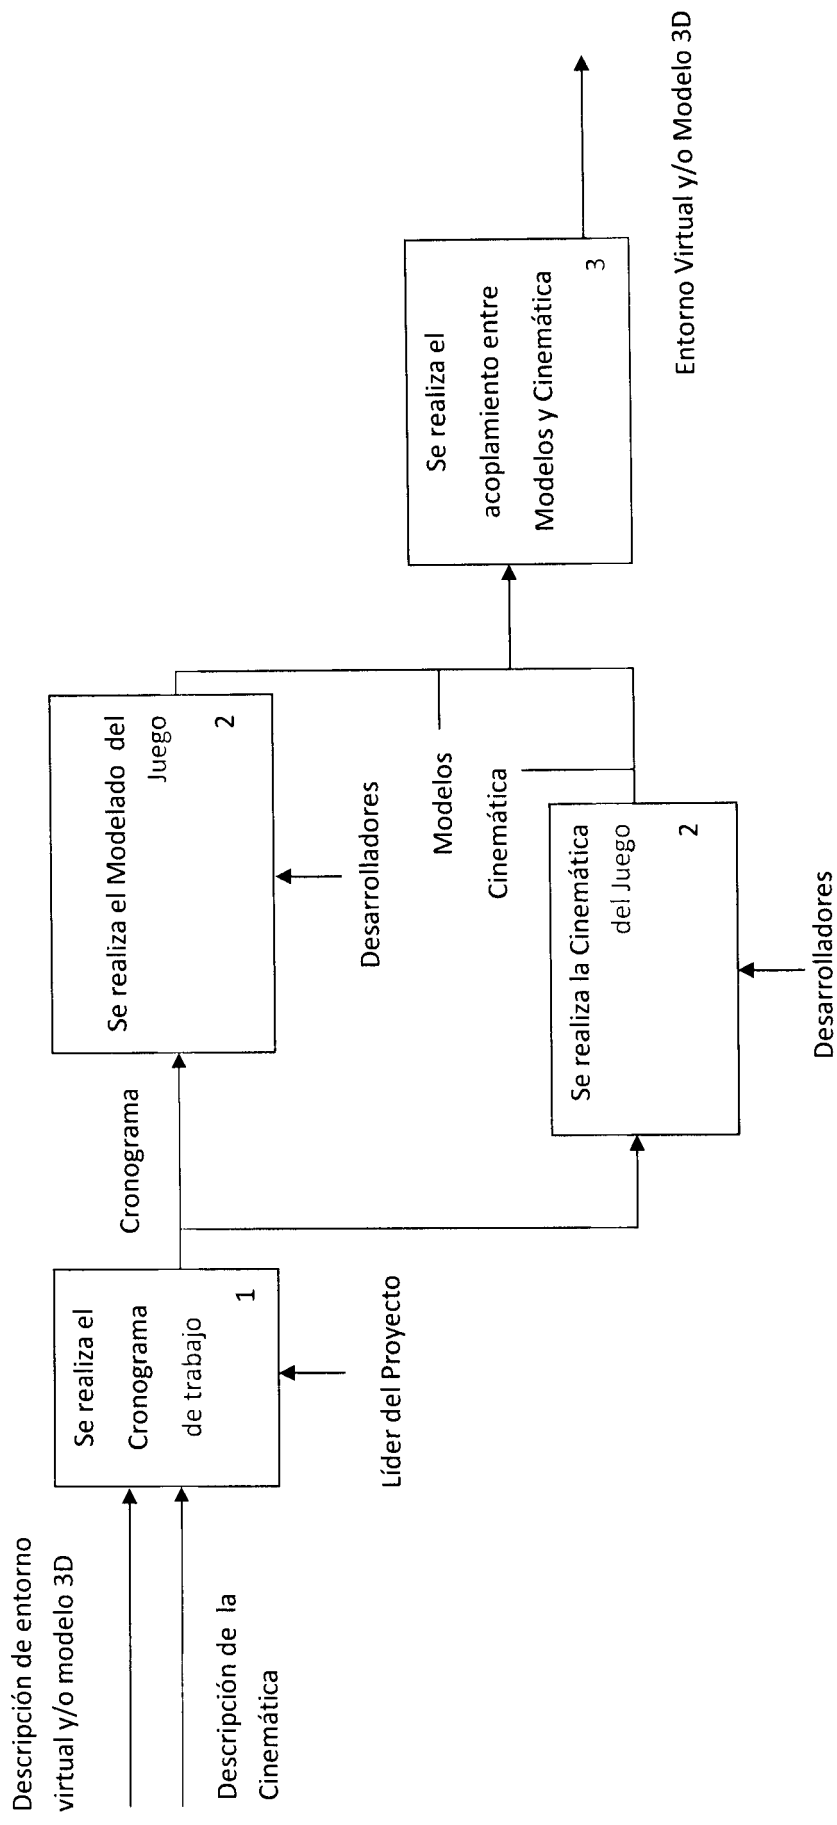 Descripción de entorno
virtual y/o modelo 3D
Descripción de la
Cinemática
Se realiza el
Cronograma
de trabajo
1
Líder del Proyecto
Cronograma
Se realiza el Modelado del
Juego
2
Desarrolladores
Modelos
Cinemática
Se realiza la Cinemática
del Juego
2
Desarrolladores
Se realiza el
acoplamiento entre
Modelos y Cinemática
3
Entorno Virtual y/o Modelo 3D